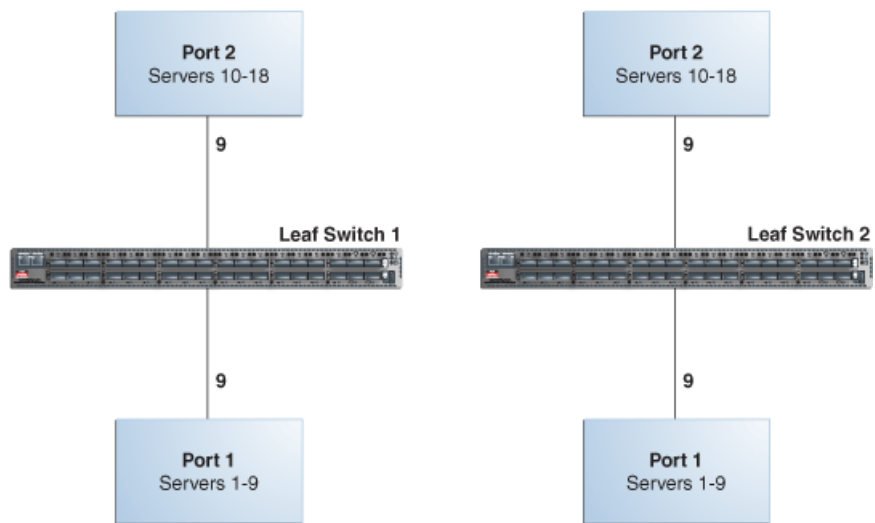 Port 2
Servers 10-18
Port 2
Servers 10-18
9
9
Leaf Switch 1
Leaf Switch 2
9
9
Port 1
Servers 1-9
Port 1
Servers 1-9